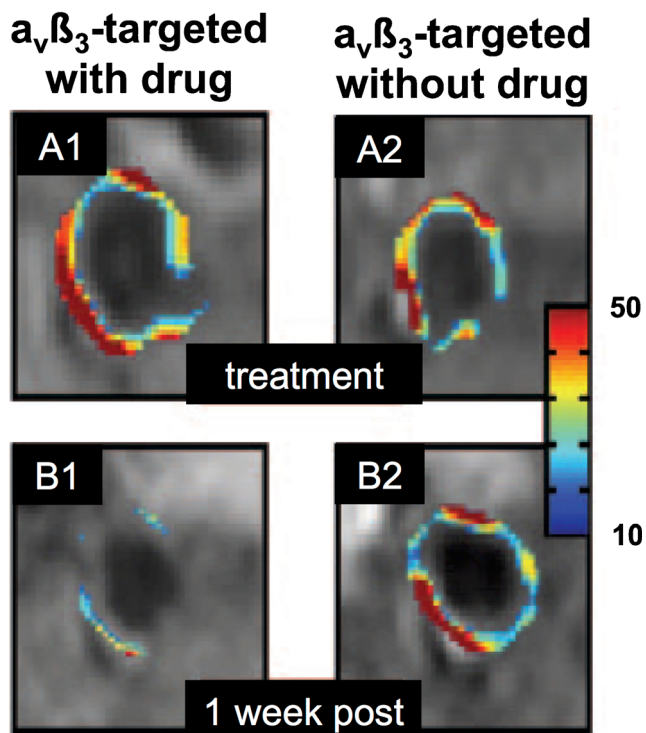 aᵥß₃-targeted with drug
aᵥß₃-targeted without drug
A1
A2
50
treatment
B1
B2
10
1 week post